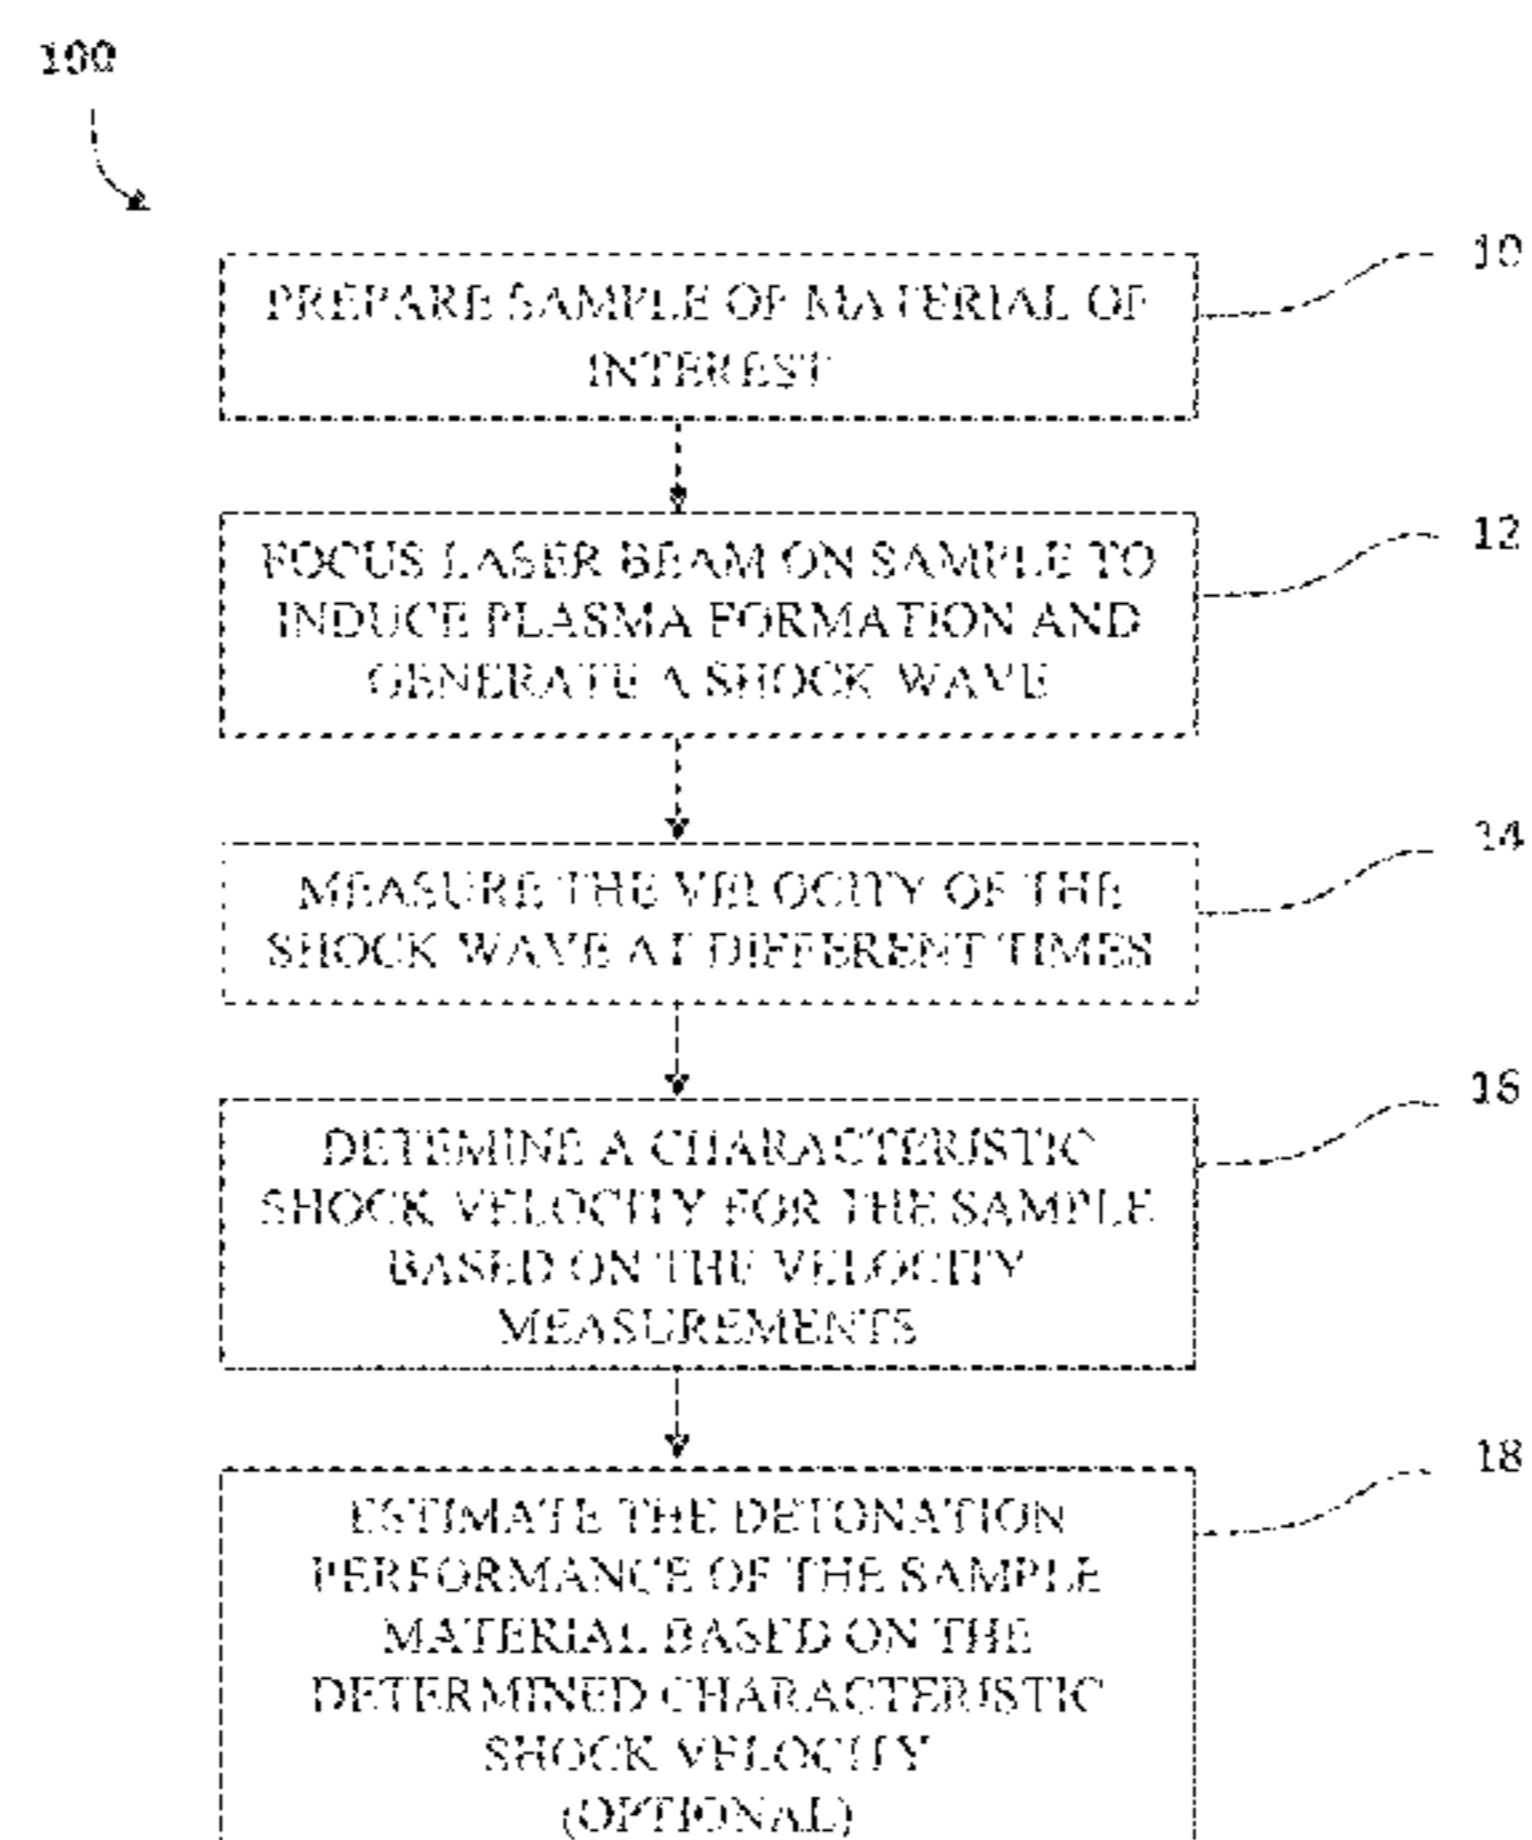 100
PREPARE SAMPLE OF MATERIAL OF
INTEREST
10
FOCUS LASER BEAM ON SAMPLE TO
INDUCE PLASMA FORMATION AND
GENERATE A SHOCK WAVE
12
MEASURE THE VELOCITY OF THE
SHOCK WAVE AT DIFFERENT TIMES
14
DETEMINE A CHARACTERISTIC
SHOCK VELOCITY FOR THE SAMPLE
BASED ON THE VELOCITY
MEASUREMENTS
16
ESTIMATE THE DETONATION
PERFORMANCE OF THE SAMPLE
MATERIAL BASED ON THE
DETERMINED CHARACTERISTIC
SHOCK VELOCITY
(OPTIONAL)
18